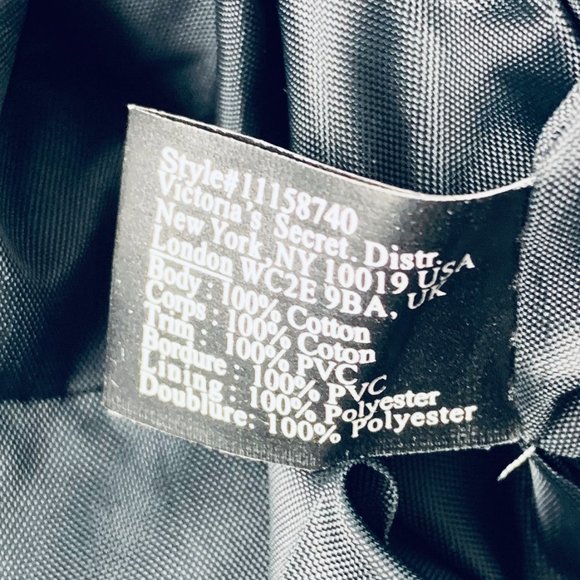 Style#11158740
Victoria's Secret. Distr.
New York, NY 10019 USA
London WC2E 9BA, UK
Body : 100% Cotton
Corps : 100% Coton
Trim : 100% PVC
Bordure : 100% PVC
Lining : 100% Polyester
Doublure: 100% Polyester